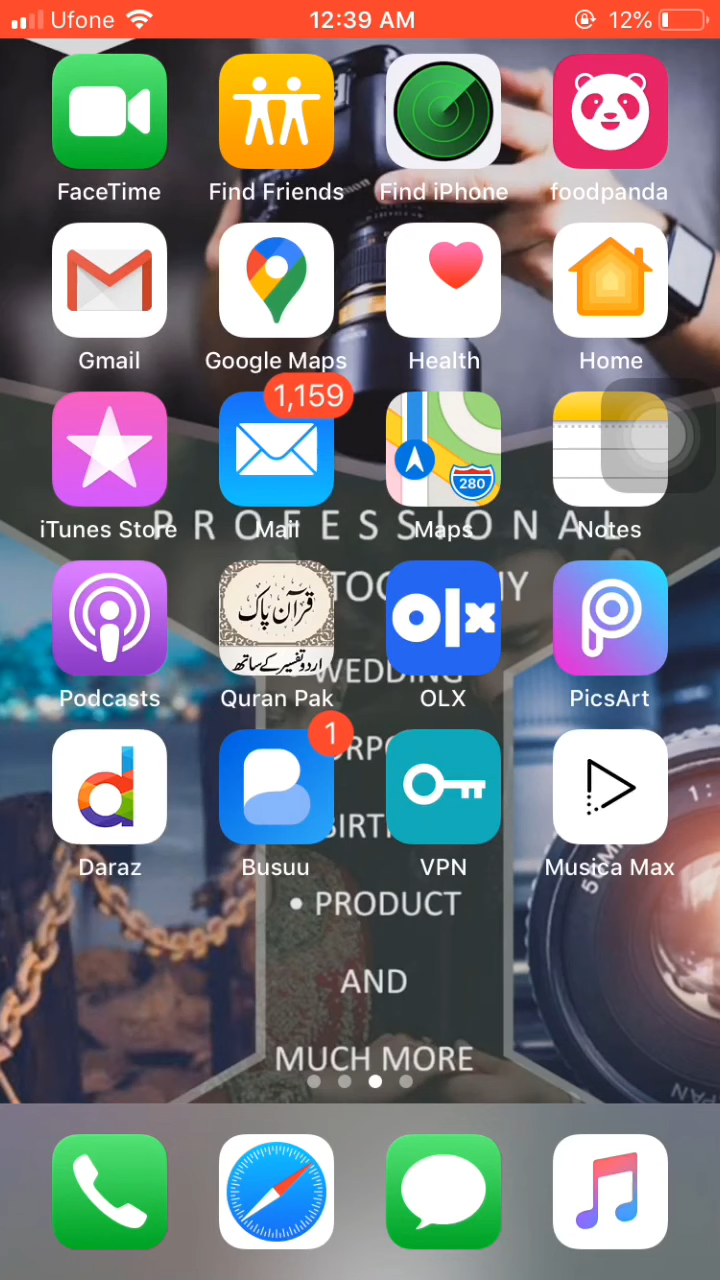 Ufone 12:39 AM 12%
FaceTime Find Friends Find iPhone foodpanda
Gmail Google Maps Health Home
1,159
280
iTunes Store Mail Maps Notes
PROFESSIONAL
قرآن پاک
اردو تفسیر کے ساتھ
olx
Podcasts Quran Pak OLX PicsArt
WEDDING
1
Daraz Busuu VPN Musica Max
• PRODUCT
AND
MUCH MORE